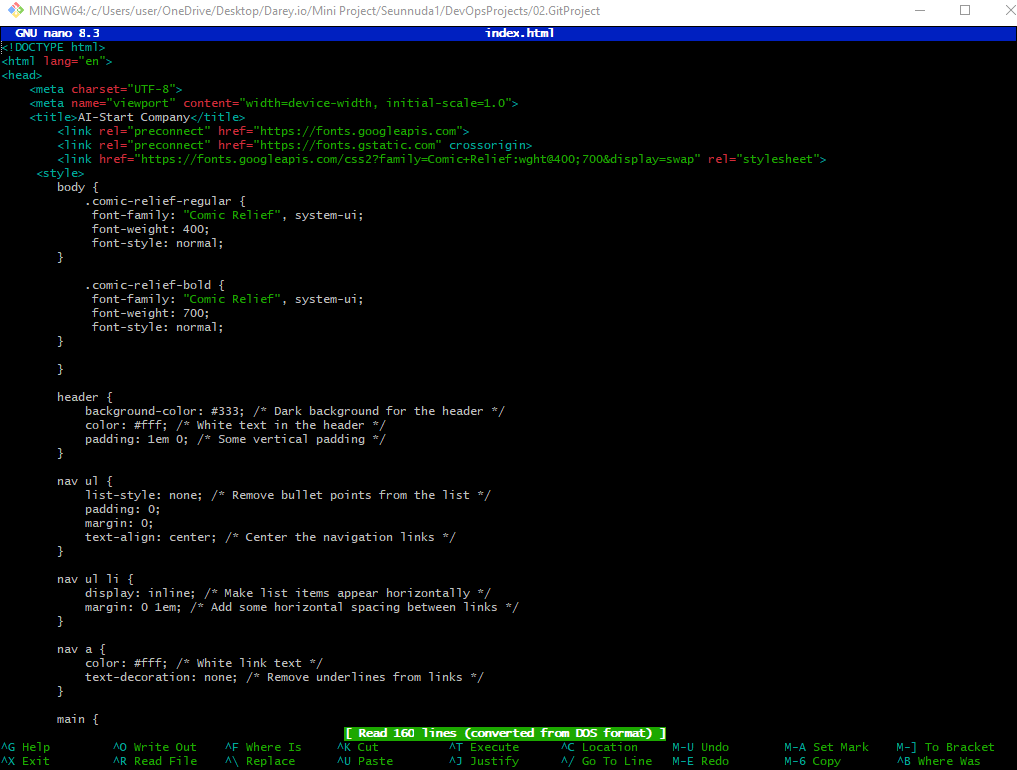 MINGW64:/c/Users/user/OneDrive/Desktop/Darey.io/Mini Project/Seunnuda1/DevOpsProjects/02.GitProject
GNU nano 8.3 index.html
<!DOCTYPE html>
<html lang="en">
<head>
    <meta charset="UTF-8">
    <meta name="viewport" content="width=device-width, initial-scale=1.0">
    <title>AI-Start Company</title>
        <link rel="preconnect" href="https://fonts.googleapis.com">
        <link rel="preconnect" href="https://fonts.gstatic.com" crossorigin>
        <link href="https://fonts.googleapis.com/css2?family=Comic+Relief:wght@400;700&display=swap" rel="stylesheet">
     <style>
        body {
            .comic-relief-regular {
             font-family: "Comic Relief", system-ui;
             font-weight: 400;
             font-style: normal;
        }
            .comic-relief-bold {
             font-family: "Comic Relief", system-ui;
             font-weight: 700;
             font-style: normal;
        }
        }
        header {
            background-color: #333; /* Dark background for the header */
            color: #fff; /* White text in the header */
            padding: 1em 0; /* Some vertical padding */
        }
        nav ul {
            list-style: none; /* Remove bullet points from the list */
            padding: 0;
            margin: 0;
            text-align: center; /* Center the navigation links */
        }
        nav ul li {
            display: inline; /* Make list items appear horizontally */
            margin: 0 1em; /* Add some horizontal spacing between links */
        }
        nav a {
            color: #fff; /* White link text */
            text-decoration: none; /* Remove underlines from links */
        }
        main {
[ Read 160 lines (converted from DOS format) ]
^G Help ^O Write Out ^F Where Is ^K Cut ^T Execute ^C Location M-U Undo M-A Set Mark M-] To Bracket
^X Exit ^R Read File ^\ Replace ^U Paste ^J Justify ^/ Go To Line M-E Redo M-6 Copy ^B Where Was